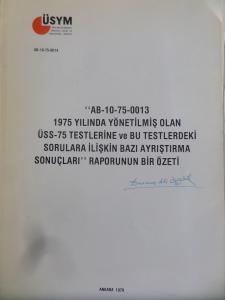 ÜSYM
AB-10-75-0014
"AB-10-75-0013
1975 YILINDA YÖNETİLMİŞ OLAN
ÜSS-75 TESTLERİNE ve BU TESTLERDEKİ
SORULARA İLİŞKİN BAZI AYRIŞTIRMA
SONUÇLARI" RAPORUNUN BİR ÖZETİ
ANKARA 1976